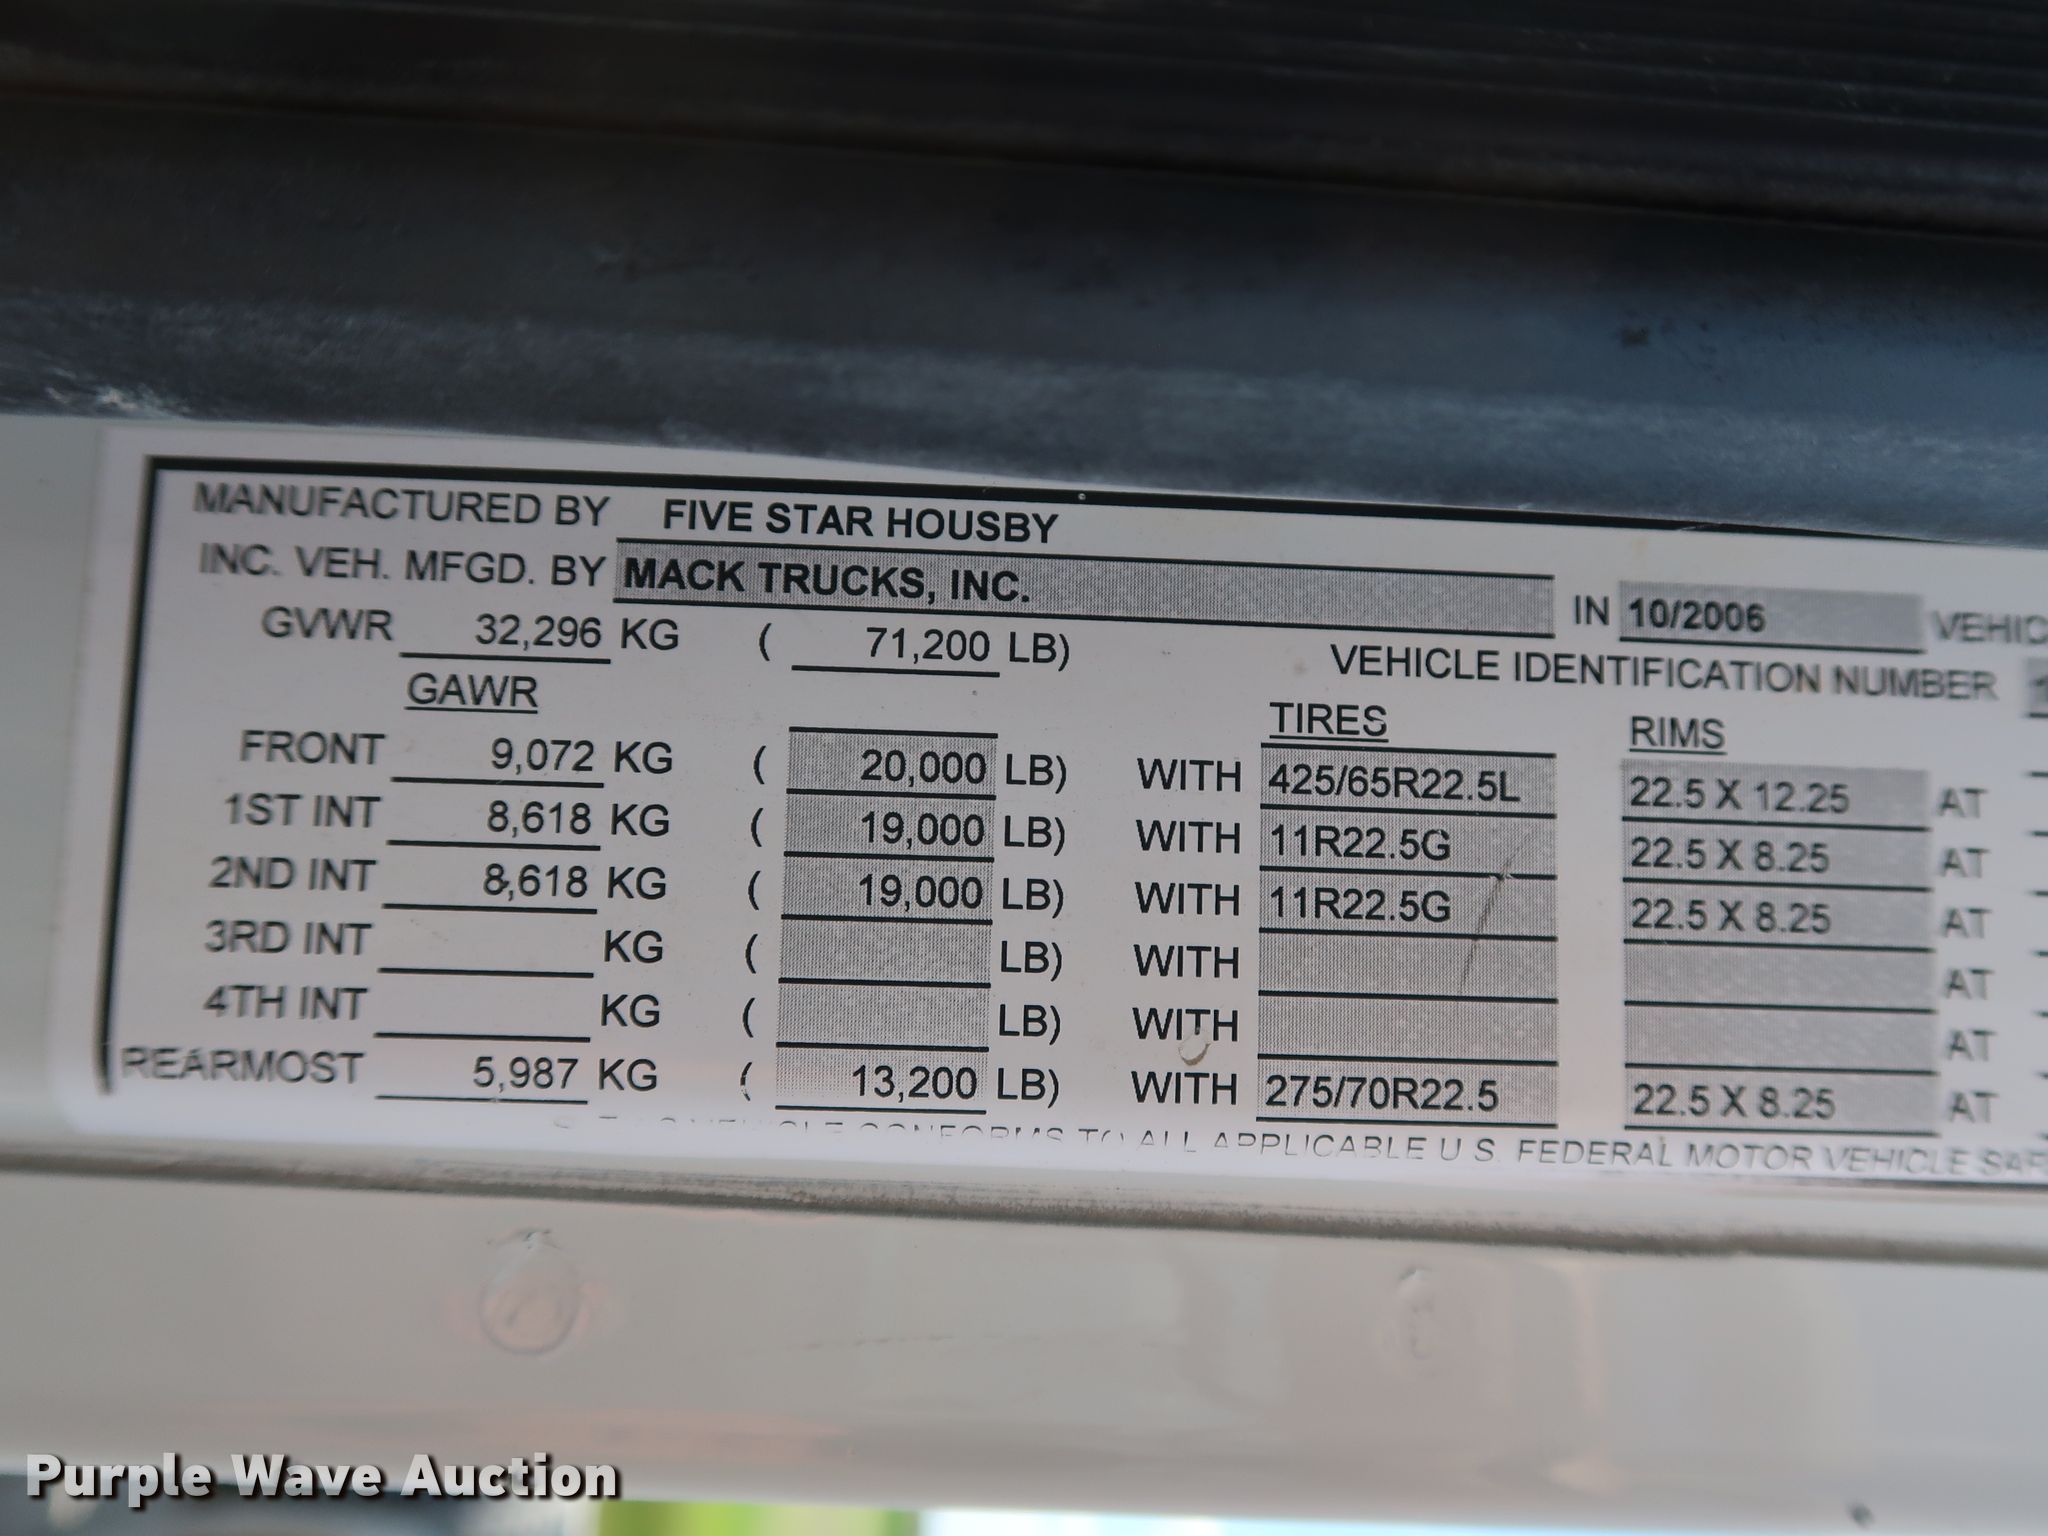 MANUFACTURED BY FIVE STAR HOUSBY
INC. VEH. MFGD. BY MACK TRUCKS, INC. IN 10/2006
GVWR 32,296 KG ( 71,200 LB) VEHICLE IDENTIFICATION NUMBER
GAWR TIRES RIMS
FRONT 9,072 KG ( 20,000 LB) WITH 425/65R22.5L 22.5 X 12.25 AT
1ST INT 8,618 KG ( 19,000 LB) WITH 11R22.5G 22.5 X 8.25 AT
2ND INT 8,618 KG ( 19,000 LB) WITH 11R22.5G 22.5 X 8.25 AT
3RD INT KG ( LB) WITH AT
4TH INT KG ( LB) WITH AT
REARMOST 5,987 KG ( 13,200 LB) WITH 275/70R22.5 22.5 X 8.25 AT
VEHICLE CONFORMS TO ALL APPLICABLE U S. FEDERAL MOTOR VEHICLE
Purple Wave Auction